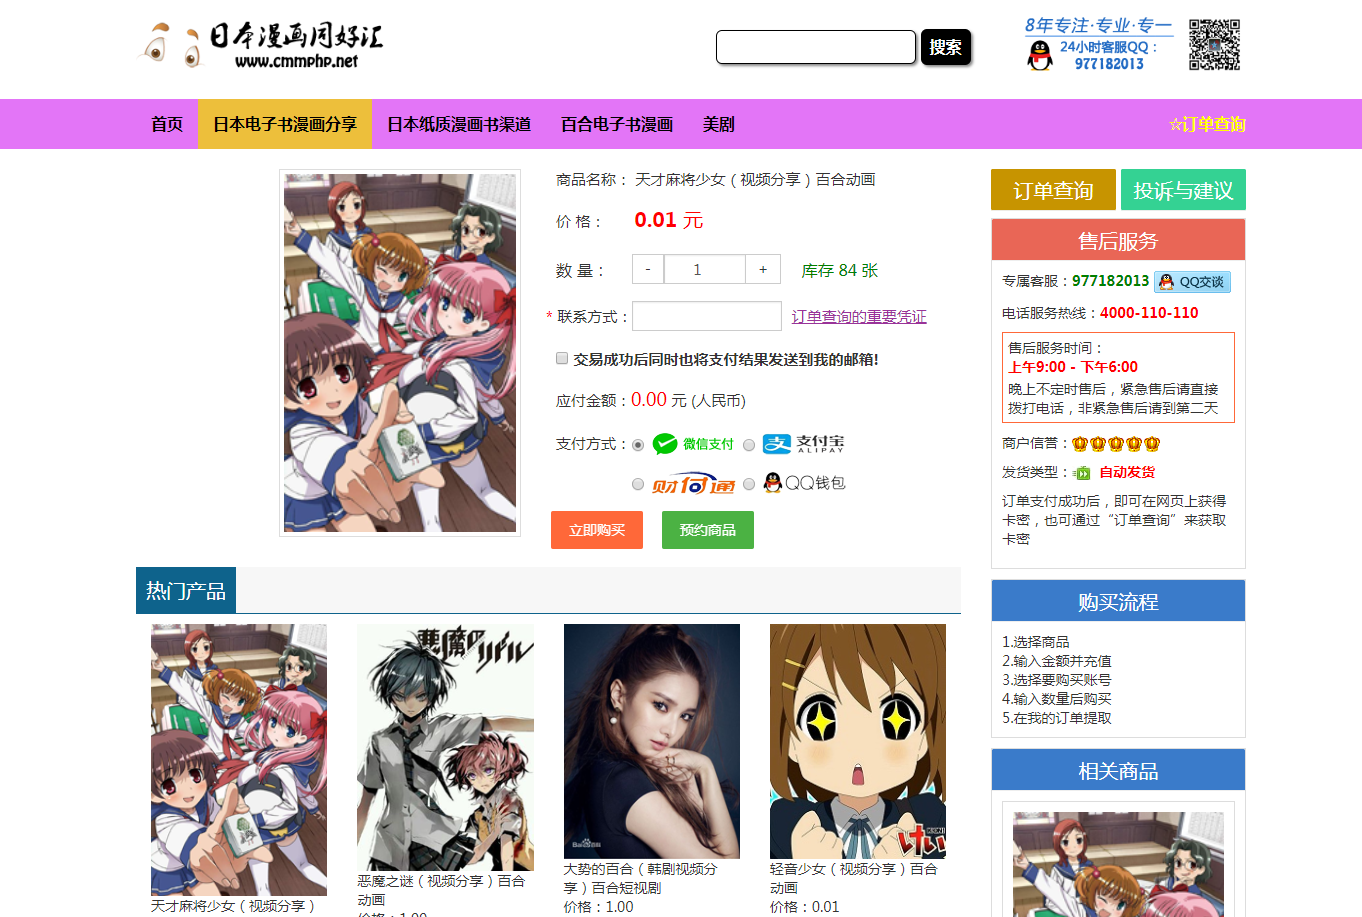 日本漫画同好汇
www.cmmphp.net
搜索
8年专注·专业·专一
24小时客服QQ：
977182013
首页
日本电子书漫画分享
日本纸质漫画书渠道
百合电子书漫画
美剧
☆订单查询
商品名称： 天才麻将少女（视频分享）百合动画
价 格： 0.01 元
数 量： - 1 + 库存 84 张
* 联系方式： 订单查询的重要凭证
交易成功后同时也将支付结果发送到我的邮箱!
应付金额：0.00 元 (人民币)
支付方式： 微信支付 支付宝 ALIPAY
财付通 QQ钱包
立即购买 预约商品
订单查询 投诉与建议
售后服务
专属客服：977182013 QQ交谈
电话服务热线：4000-110-110
售后服务时间：
上午9:00 - 下午6:00
晚上不定时售后，紧急售后请直接
拨打电话，非紧急售后请到第二天
商户信誉：
发货类型： 自动发货
订单支付成功后，即可在网页上获得
卡密，也可通过“订单查询”来获取
卡密
购买流程
1.选择商品
2.输入金额并充值
3.选择要购买账号
4.输入数量后购买
5.在我的订单提取
相关商品
热门产品
天才麻将少女（视频分享）
悪魔のリドル
恶魔之谜（视频分享）百合
动画
价格：1.00
Bai百科
大势的百合（韩剧视频分
享）百合短视剧
价格：1.00
けい
轻音少女（视频分享）百合
动画
价格：0.01